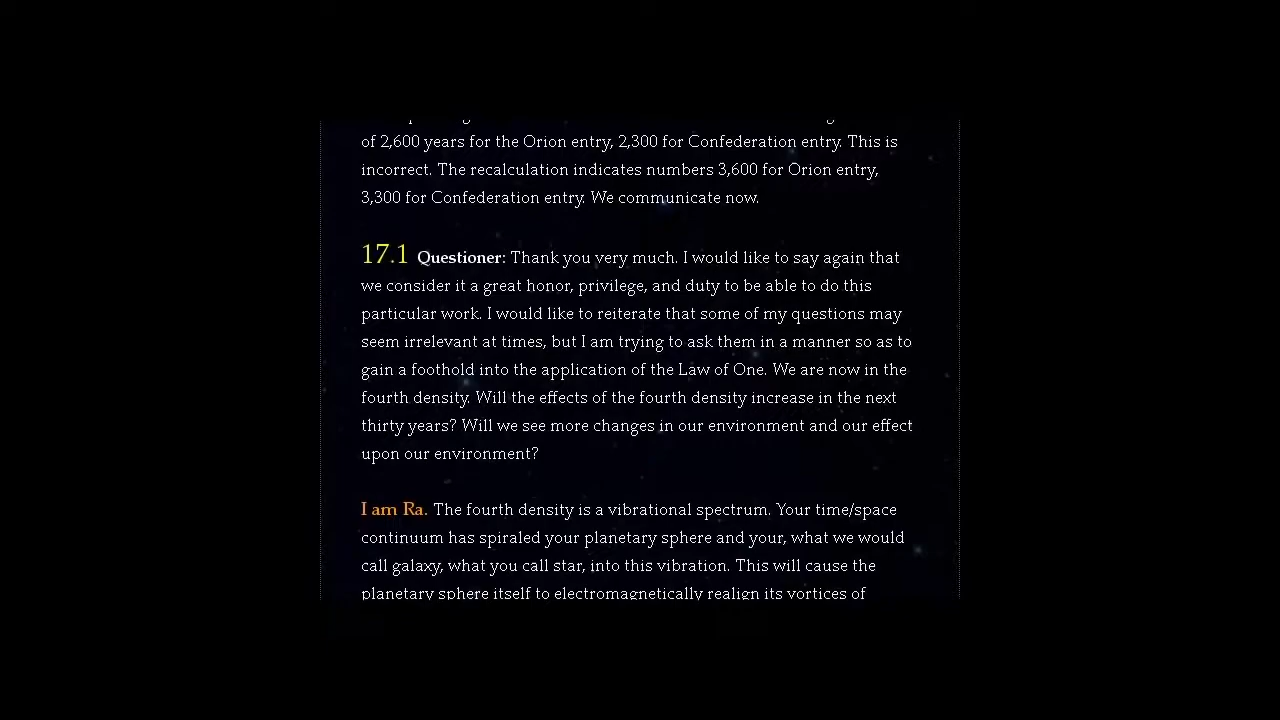 of 2,600 years for the Orion entry, 2,300 for Confederation entry. This is
incorrect. The recalculation indicates numbers 3,600 for Orion entry,
3,300 for Confederation entry. We communicate now.
17.1 Questioner: Thank you very much. I would like to say again that
we consider it a great honor, privilege, and duty to be able to do this
particular work. I would like to reiterate that some of my questions may
seem irrelevant at times, but I am trying to ask them in a manner so as to
gain a foothold into the application of the Law of One. We are now in the
fourth density. Will the effects of the fourth density increase in the next
thirty years? Will we see more changes in our environment and our effect
upon our environment?
I am Ra. The fourth density is a vibrational spectrum. Your time/space
continuum has spiraled your planetary sphere and your, what we would
call galaxy, what you call star, into this vibration. This will cause the
planetary sphere itself to electromagnetically realign its vortices of